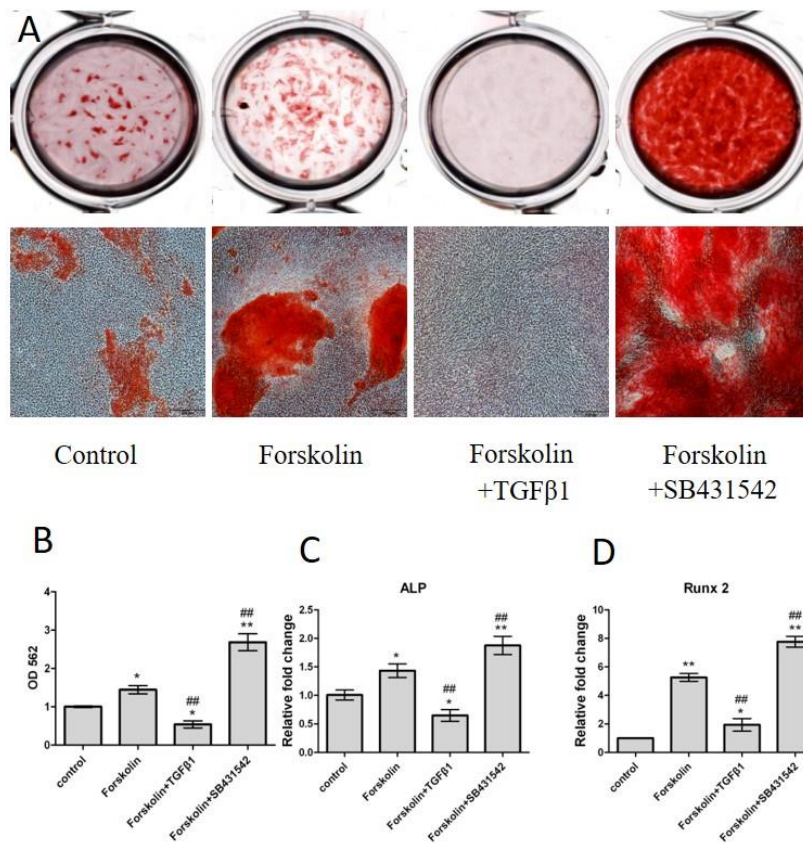 A
Control
Forskolin
Forskolin
+TGFβ1
Forskolin
+SB431542
B
OD 562
4
3
2
1
0
*
##
*
##
**
control
Forskolin
Forskolin+TGFβ1
Forskolin+SB431542
C
ALP
Relative fold change
2.5
2.0
1.5
1.0
0.5
0.0
*
##
*
##
**
control
Forskolin
Forskolin+TGFβ1
Forskolin+SB431542
D
Runx 2
Relative fold change
10
8
6
4
2
0
**
##
*
##
**
control
Forskolin
Forskolin+TGFβ1
Forskolin+SB431542